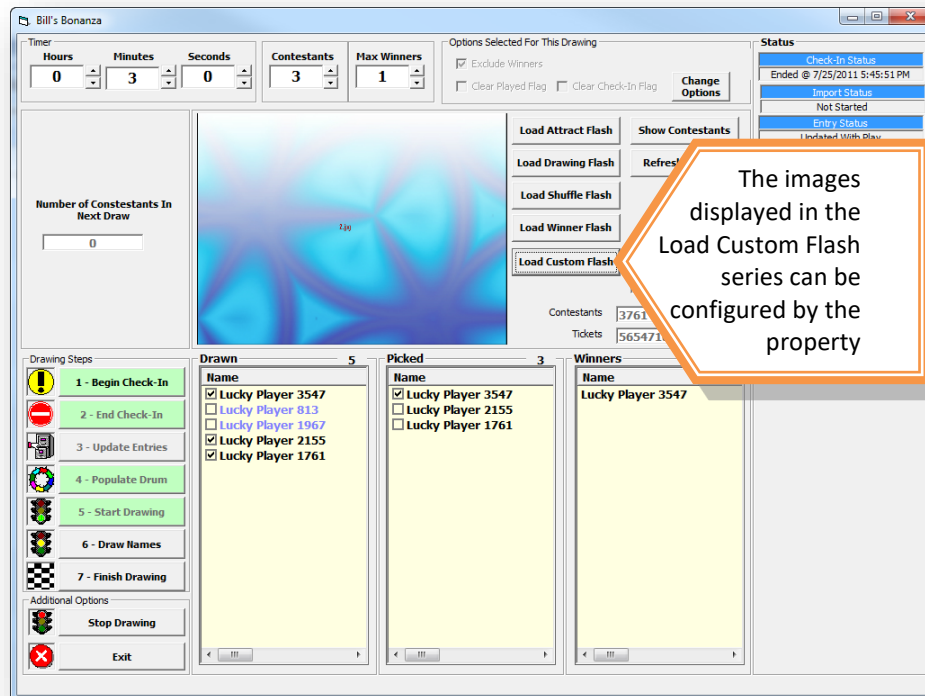 Bill's Bonanza
Timer
Hours Minutes Seconds
0 3 0
Contestants Max Winners
3 1
Options Selected For This Drawing
Exclude Winners
Clear Played Flag Clear Check-In Flag
Change
Options
Status
Check-In Status
Ended @ 7/25/2011 5:45:51 PM
Import Status
Not Started
Entry Status
Updated With Play
Number of Constestants In
Next Draw
0
2.jpg
Load Attract Flash Show Contestants
Load Drawing Flash Refres
Load Shuffle Flash
Load Winner Flash
Load Custom Flash
Contestants 3761
Tickets 565471
The images
displayed in the
Load Custom Flash
series can be
configured by the
property
Drawing Steps
1 - Begin Check-In
2 - End Check-In
3 - Update Entries
4 - Populate Drum
5 - Start Drawing
6 - Draw Names
7 - Finish Drawing
Additional Options
Stop Drawing
Exit
Drawn 5
Name
Lucky Player 3547
Lucky Player 813
Lucky Player 1967
Lucky Player 2155
Lucky Player 1761
Picked 3
Name
Lucky Player 3547
Lucky Player 2155
Lucky Player 1761
Winners
Name
Lucky Player 3547